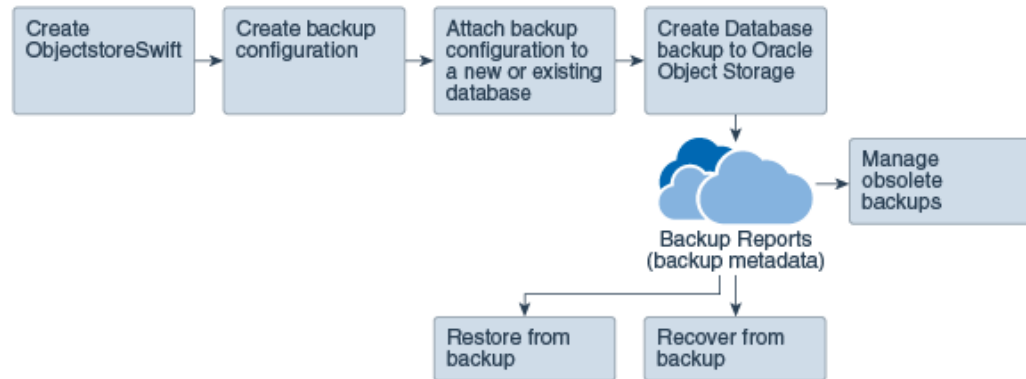 Create
ObjectstoreSwift
Create backup
configuration
Attach backup
configuration to
a new or existing
database
Create Database
backup to Oracle
Object Storage
Manage
obsolete
backups
Backup Reports
(backup metadata)
Restore from
backup
Recover from
backup